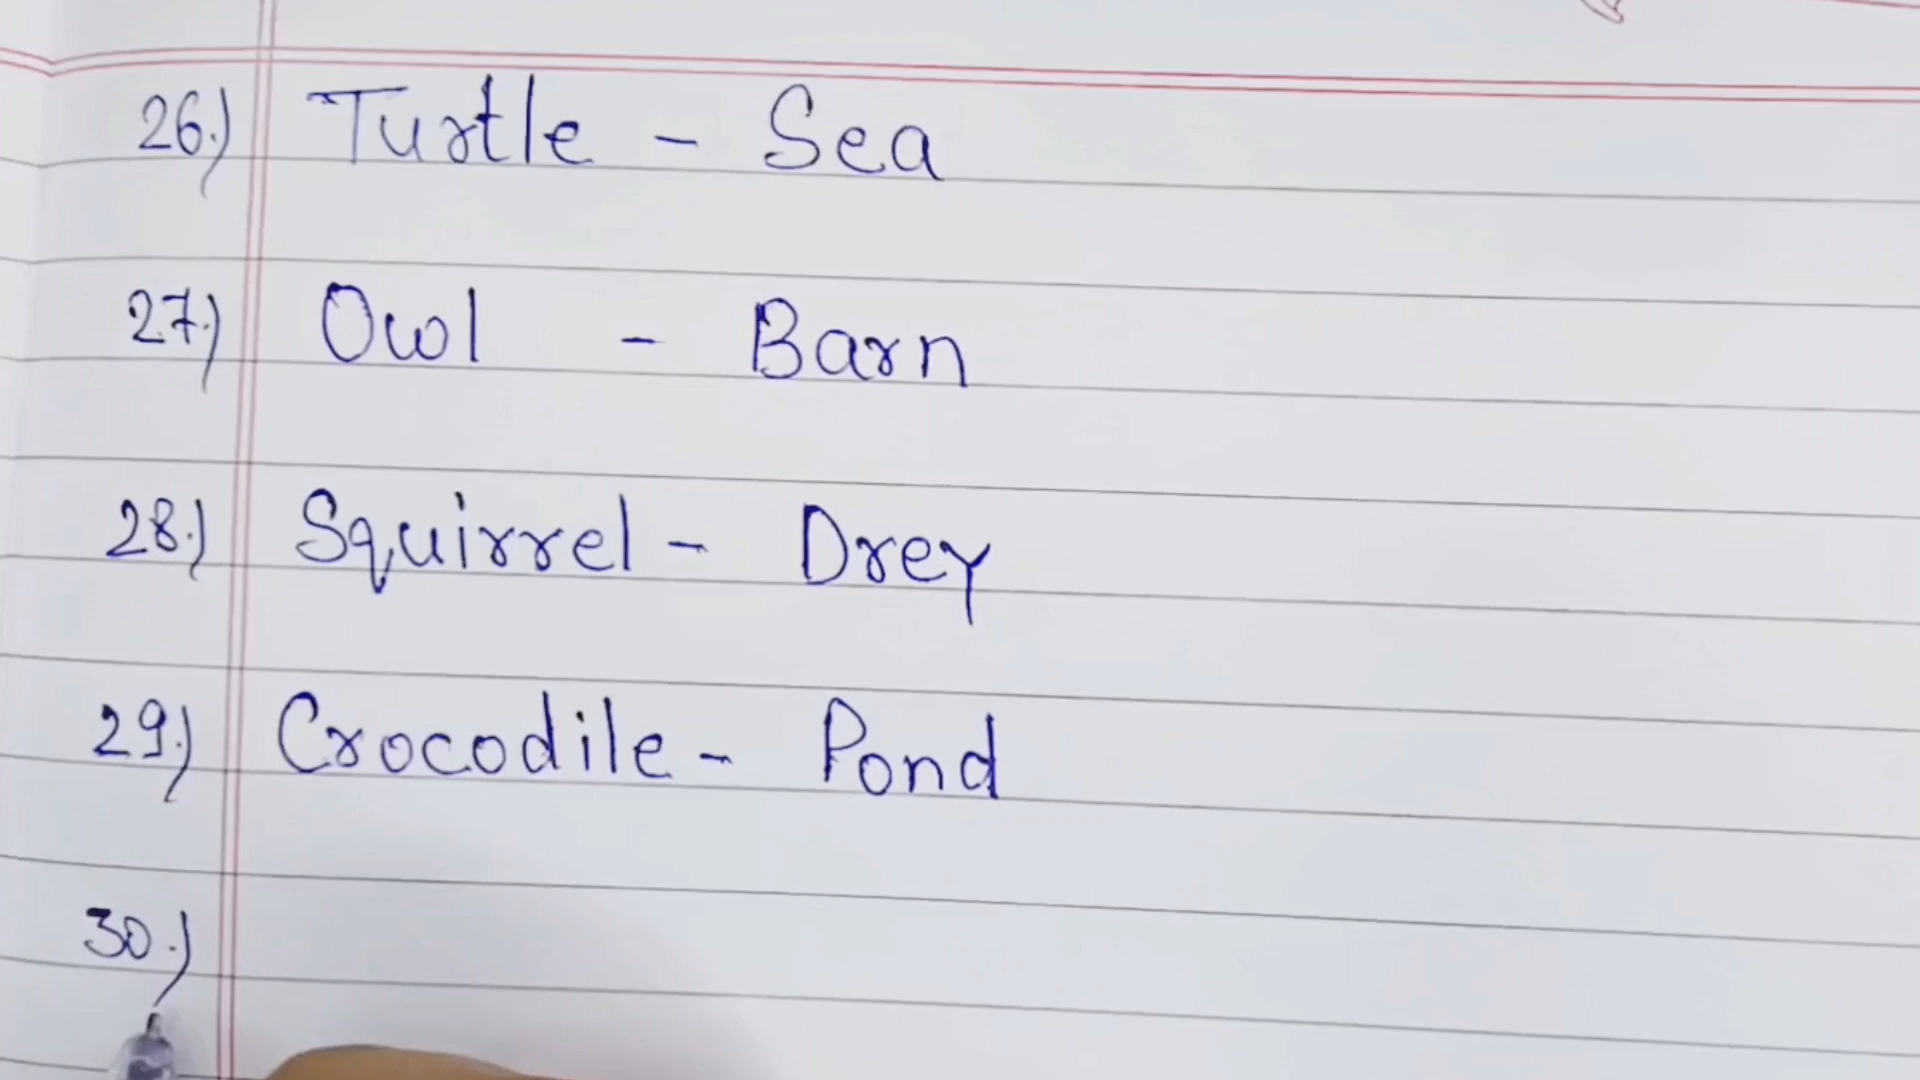 26.) Turtle - Sea
27.) Owl - Barn
28.) Squirrel - Drey
29.) Crocodile - Pond
30.)